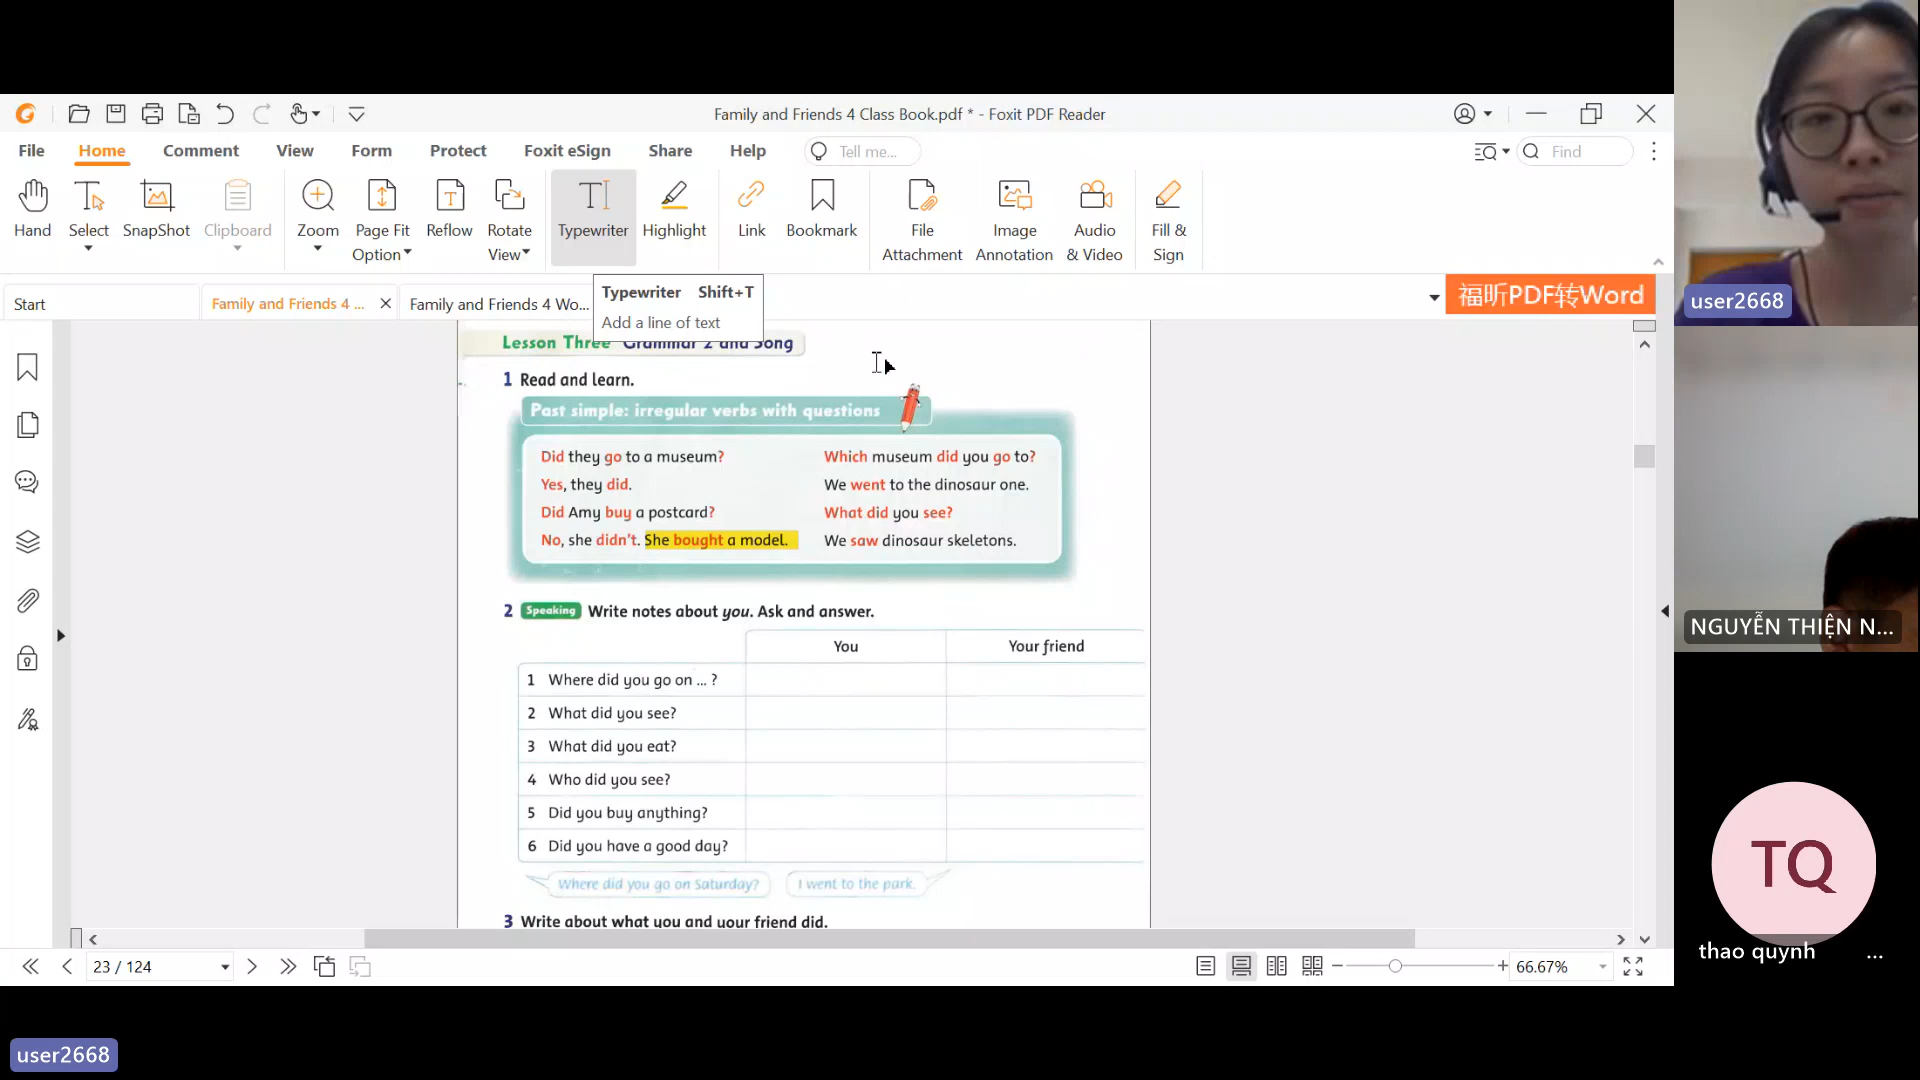 Family and Friends 4 Class Book.pdf * - Foxit PDF Reader
File Home Comment View Form Protect Foxit eSign Share Help Tell me... Find
Hand Select SnapShot Clipboard Zoom Page Fit Option Reflow Rotate View Typewriter Highlight Link Bookmark File Attachment Image Annotation Audio & Video Fill & Sign
Start Family and Friends 4 ... Family and Friends 4 Wo...
福昕PDF转Word
Typewriter Shift+T
Add a line of text
Lesson Three Grammar 2 and Song
1 Read and learn.
Past simple: irregular verbs with questions
Did they go to a museum?
Yes, they did.
Did Amy buy a postcard?
No, she didn't. She bought a model.
Which museum did you go to?
We went to the dinosaur one.
What did you see?
We saw dinosaur skeletons.
2 Speaking Write notes about you. Ask and answer.
You Your friend
1 Where did you go on ... ?
2 What did you see?
3 What did you eat?
4 Who did you see?
5 Did you buy anything?
6 Did you have a good day?
Where did you go on Saturday? I went to the park.
3 Write about what you and your friend did.
23 / 124
66.67%
user2668
NGUYỄN THIỆN N...
TQ
thao quynh ...
user2668